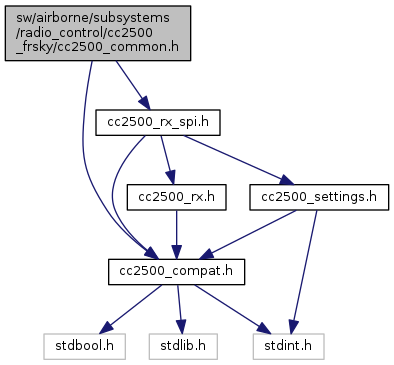 sw/airborne/subsystems
/radio_control/cc2500
_frsky/cc2500_common.h
cc2500_rx_spi.h
cc2500_rx.h
cc2500_settings.h
cc2500_compat.h
stdbool.h
stdlib.h
stdint.h